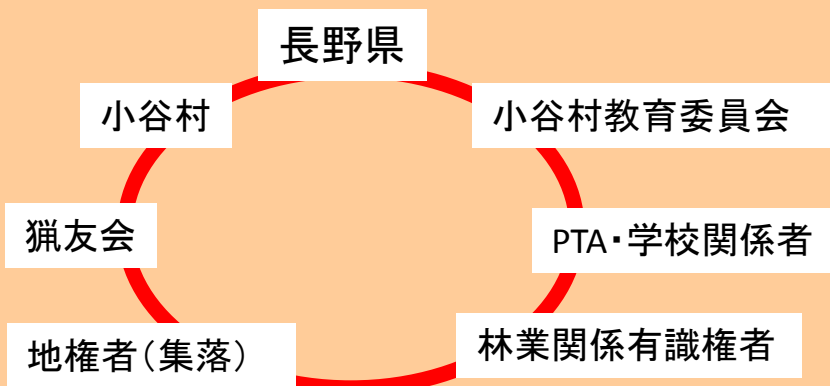 長野県
小谷村
小谷村教育委員会
猟友会
PTA・学校関係者
地権者（集落）
林業関係有識権者